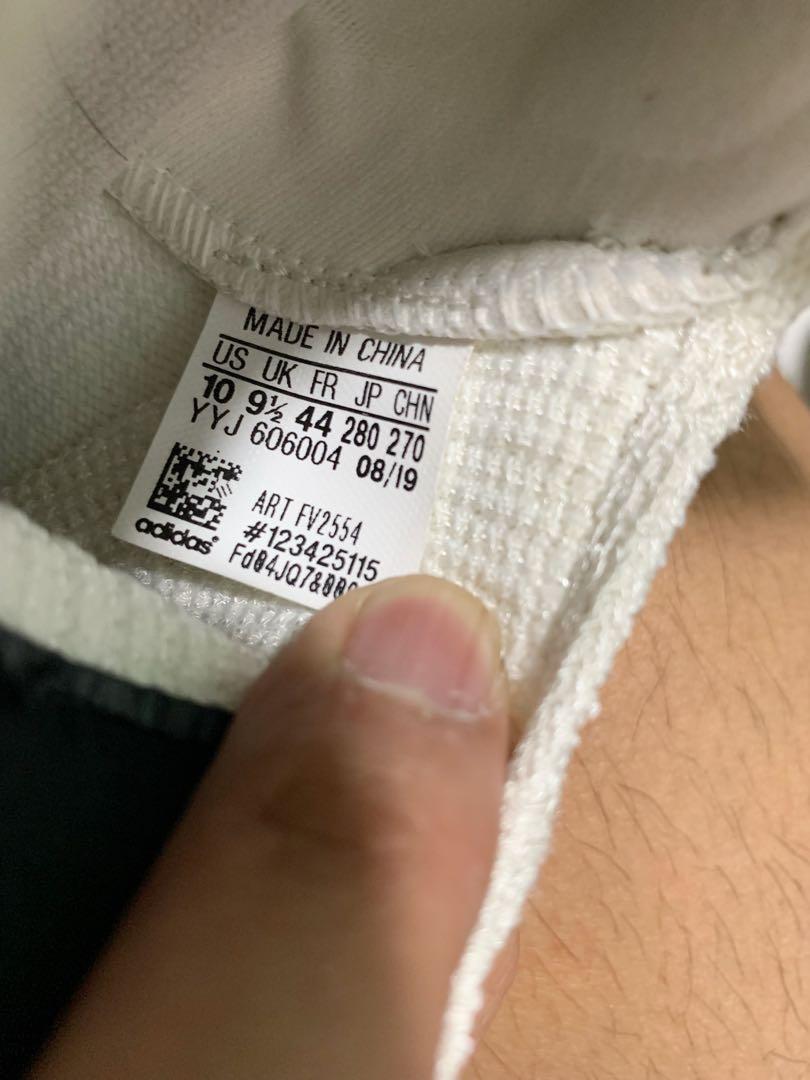 MADE IN CHINA
US UK FR JP CHN
10 9½ 44 280 270
YYJ 606004 08/19
ART FV2554
#123425115
adidas®